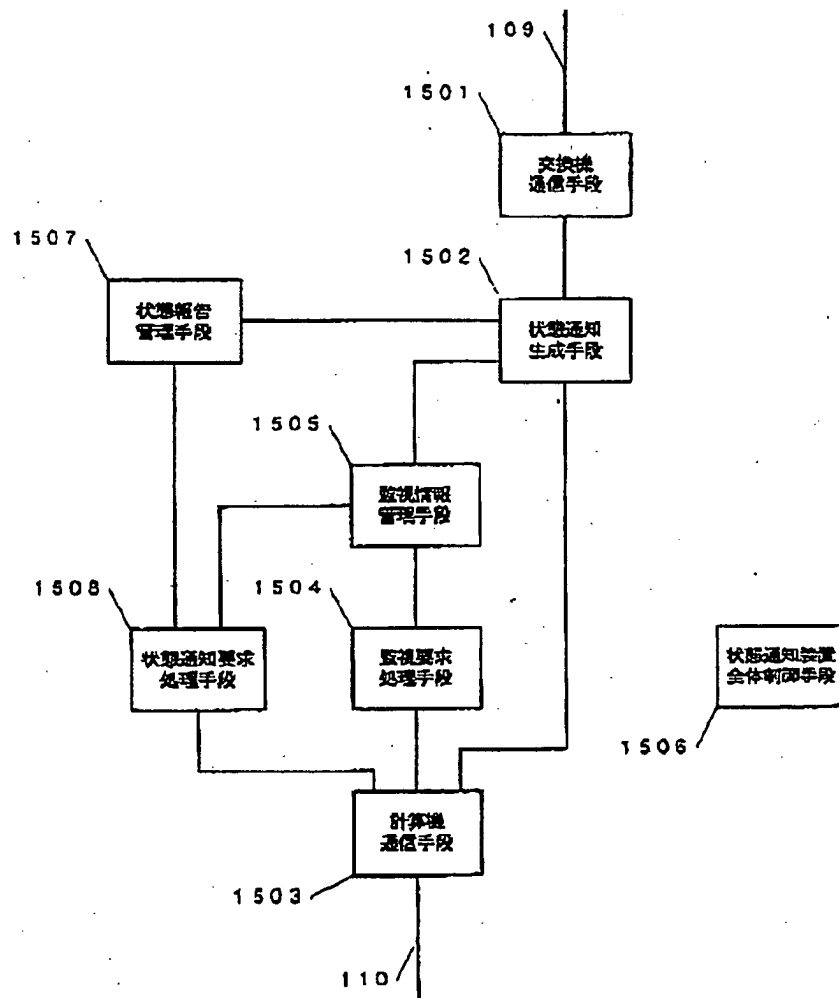 109
1501
交換機
通信手段
1507
1502
状態報告
管理手段
状態通知
生成手段
1505
監視情報
管理手段
1508
1504
状態通知要求
処理手段
監視要求
処理手段
状態通知装置
全体制御手段
1506
計算機
通信手段
1503
110